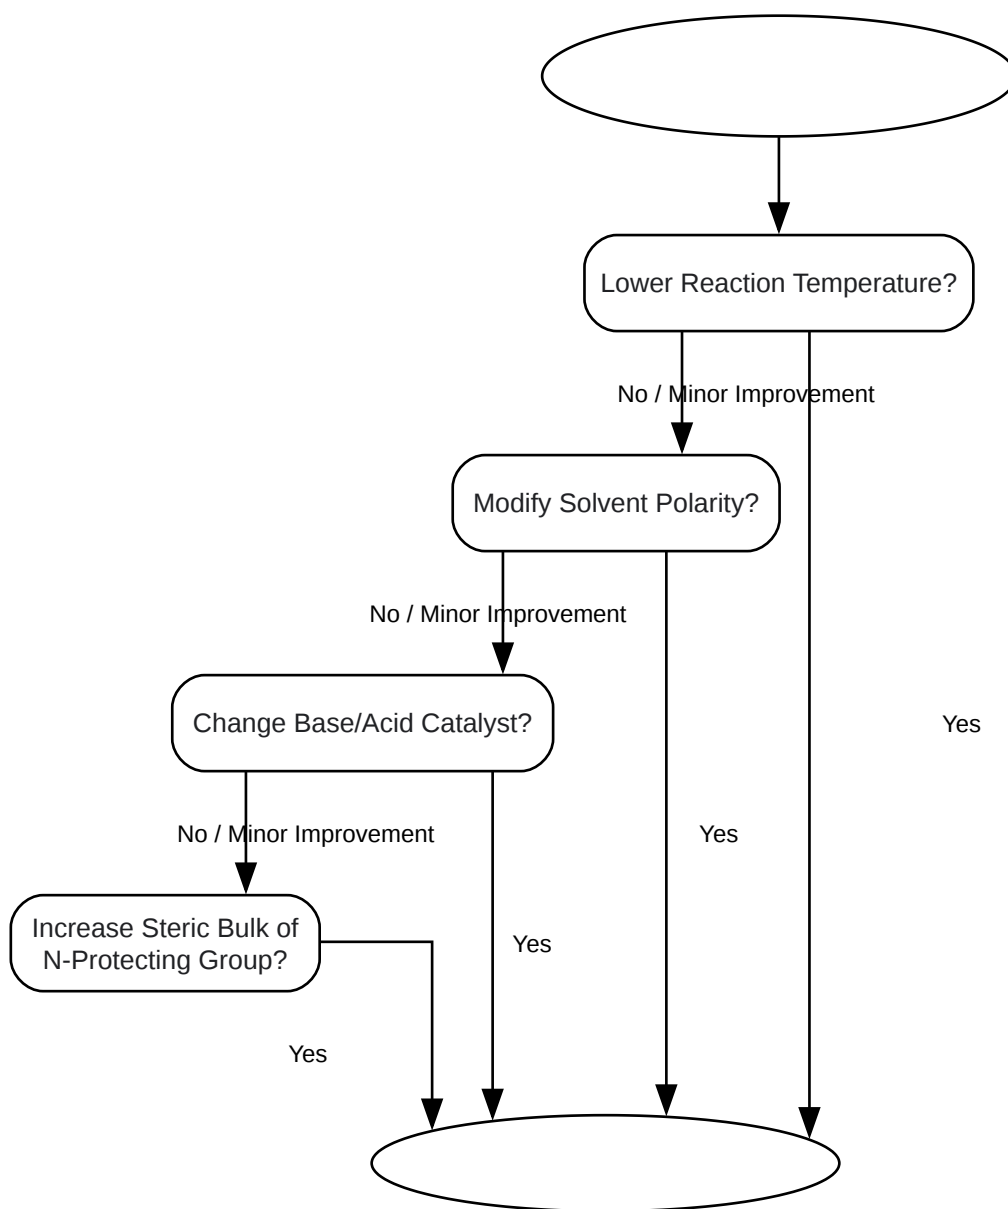 Lower Reaction Temperature?
No / Minor Improvement
Modify Solvent Polarity?
No / Minor Improvement
Change Base/Acid Catalyst?
Yes
No / Minor Improvement
Yes
Increase Steric Bulk of
N-Protecting Group?
Yes
Yes